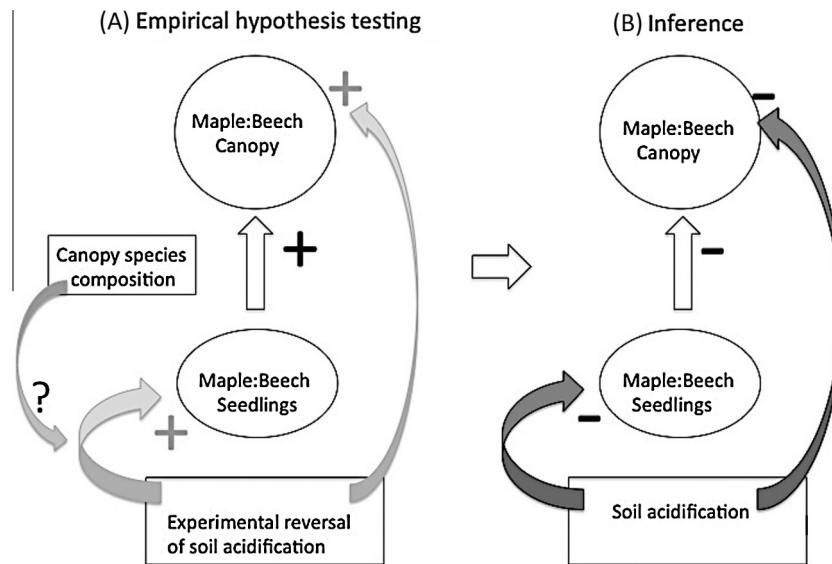 (A) Empirical hypothesis testing
(B) Inference
+
Maple:Beech
Canopy
+
Canopy species
composition
?
Maple:Beech
Seedlings
+
Experimental reversal
of soil acidification
-
Maple:Beech
Canopy
-
Maple:Beech
Seedlings
-
Soil acidification